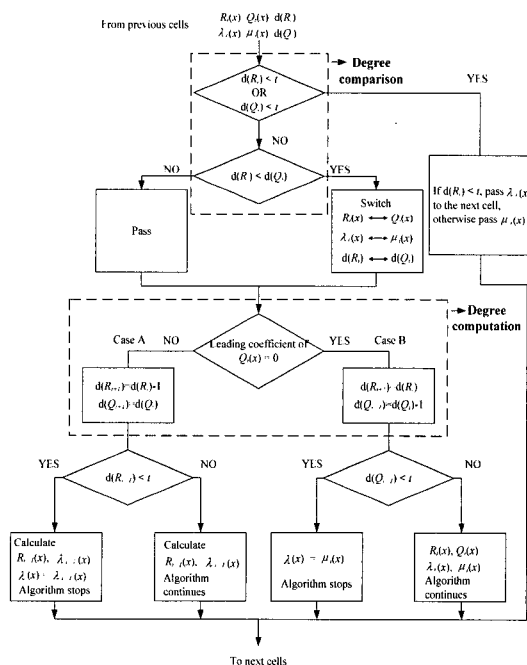 From previous cells
Rᵢ(x) Qᵢ(x) d(R)
λᵢ(x) μᵢ(x) d(Q)
Degree
comparison
d(Rᵢ) < t
OR
d(Qᵢ) < t
YES
NO
NO
d(R) < d(Qᵢ)
YES
Pass
Switch
Rᵢ(x) ⟷ Qᵢ(x)
λᵢ(x) ⟷ μᵢ(x)
d(Rᵢ) ⟷ d(Qᵢ)
If d(Rᵢ) < t, pass λᵢ(x)
to the next cell,
otherwise pass μᵢ(x)
Degree
computation
Case A
NO
Leading coefficient of
Qᵢ(x) = 0
YES
Case B
d(Rᵢ₊₁)=d(Rᵢ)-1
d(Qᵢ₊₁)=d(Qᵢ)
d(Rᵢ₊₁)=d(Rᵢ)
d(Qᵢ₊₁)=d(Qᵢ)-1
YES
NO
YES
NO
d(Rᵢ₊₁) < t
d(Qᵢ₊₁) < t
Calculate
Rᵢ₊₁(x), λᵢ₊₁(x)
λ(x) = λᵢ₊₁(x)
Algorithm stops
Calculate
Rᵢ₊₁(x), λᵢ₊₁(x)
Algorithm
continues
λ(x) = μᵢ(x)
Algorithm stops
Rᵢ(x), Qᵢ(x)
λᵢ(x), μᵢ(x)
Algorithm
continues
To next cells